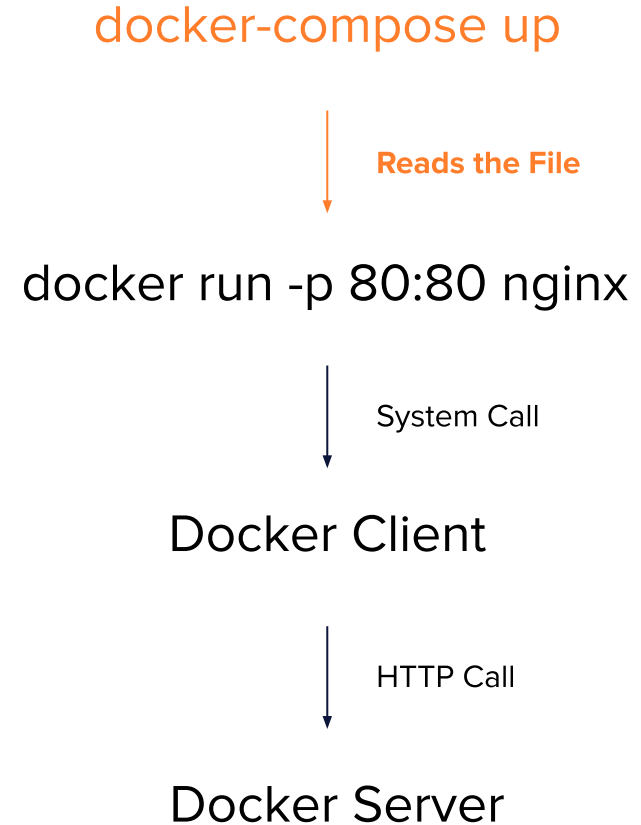 docker-compose up
Reads the File
docker run -p 80:80 nginx
System Call
Docker Client
HTTP Call
Docker Server